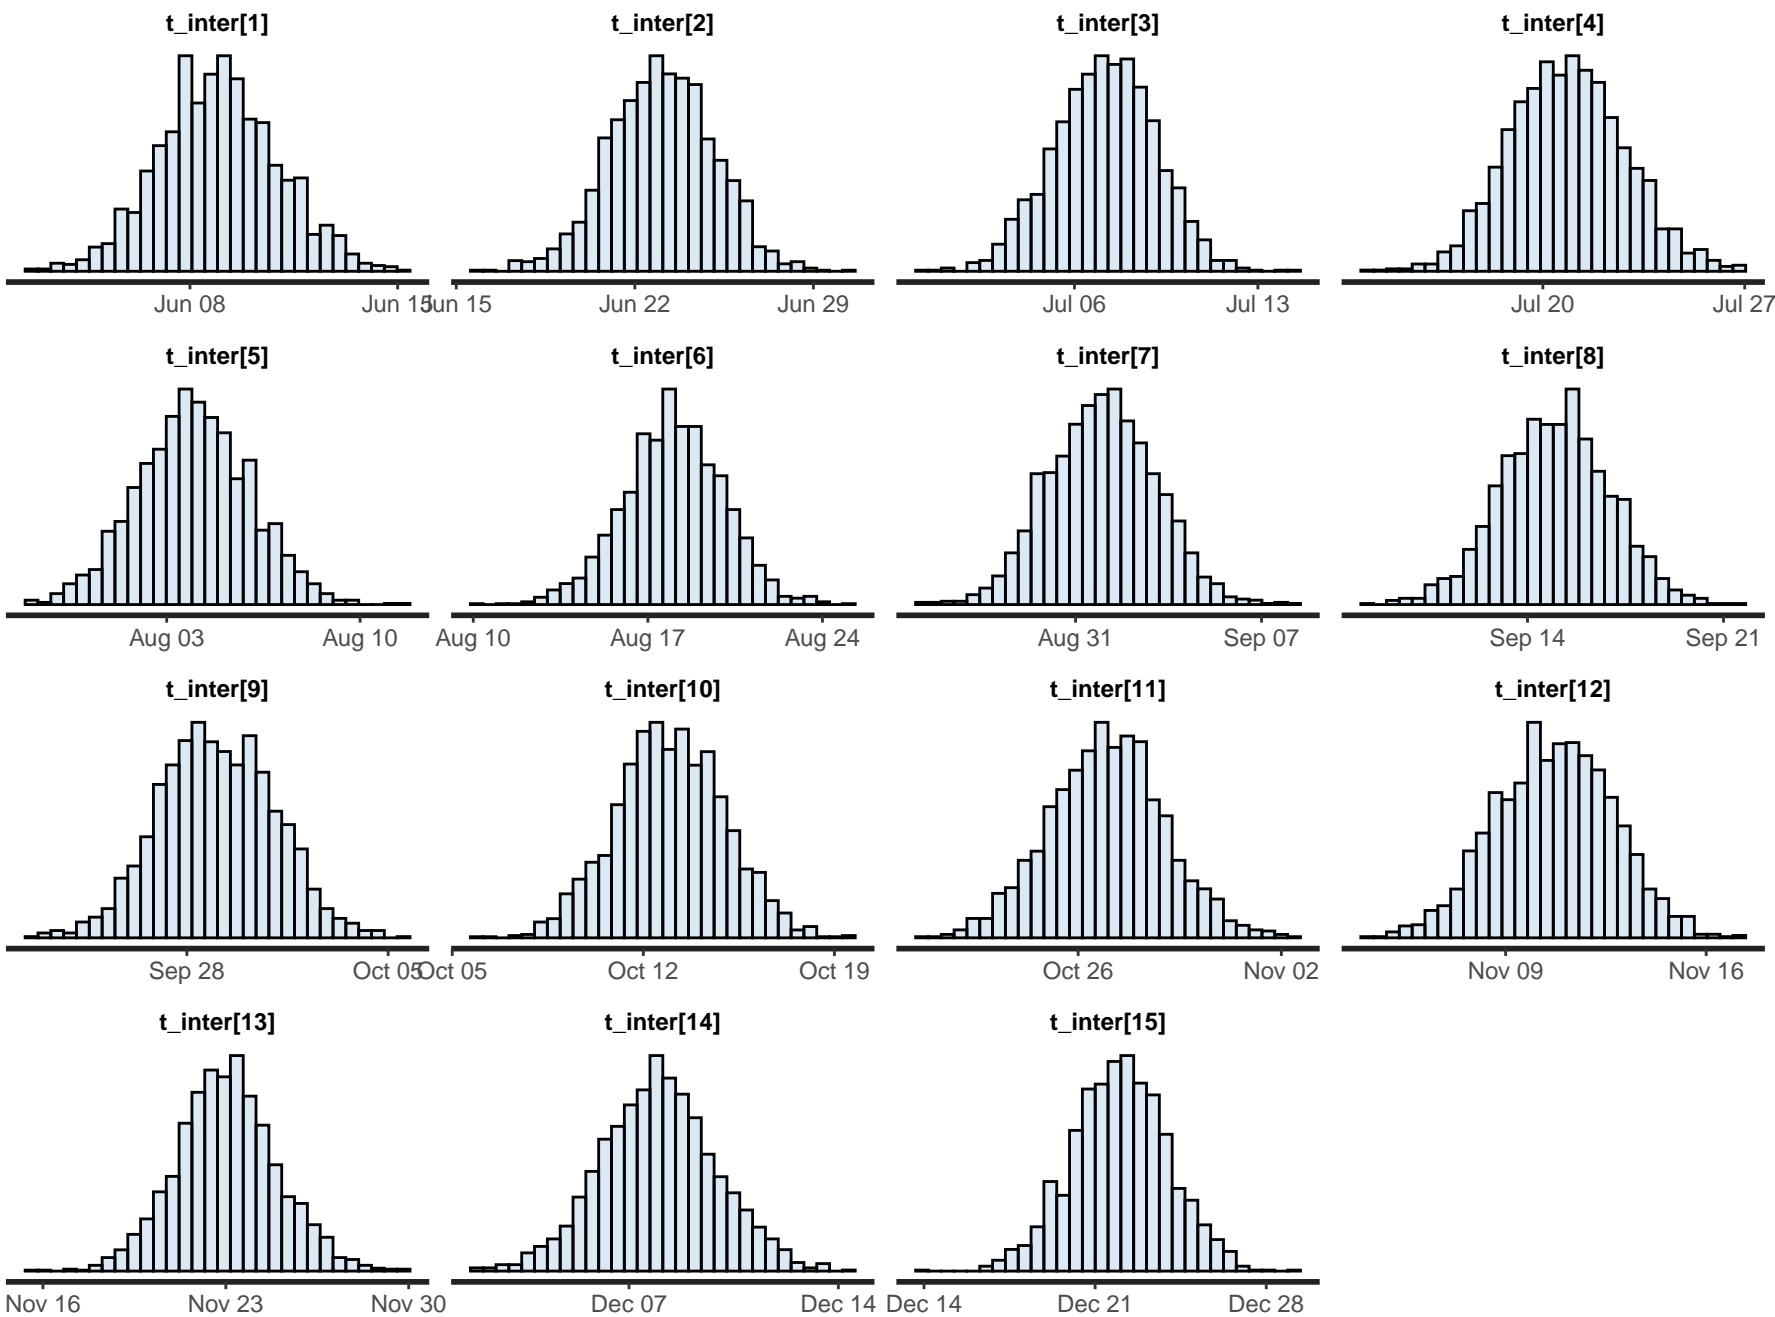 t_inter[1] t_inter[2] t_inter[3] t_inter[4]
Jun 08 Jun 15 Jun 15 Jun 22 Jun 29 Jul 06 Jul 13 Jul 20 Jul 27
t_inter[5] t_inter[6] t_inter[7] t_inter[8]
Aug 03 Aug 10 Aug 10 Aug 17 Aug 24 Aug 31 Sep 07 Sep 14 Sep 21
t_inter[9] t_inter[10] t_inter[11] t_inter[12]
Sep 28 Oct 05 Oct 05 Oct 12 Oct 19 Oct 26 Nov 02 Nov 09 Nov 16
t_inter[13] t_inter[14] t_inter[15]
Nov 16 Nov 23 Nov 30 Dec 07 Dec 14 Dec 14 Dec 21 Dec 28